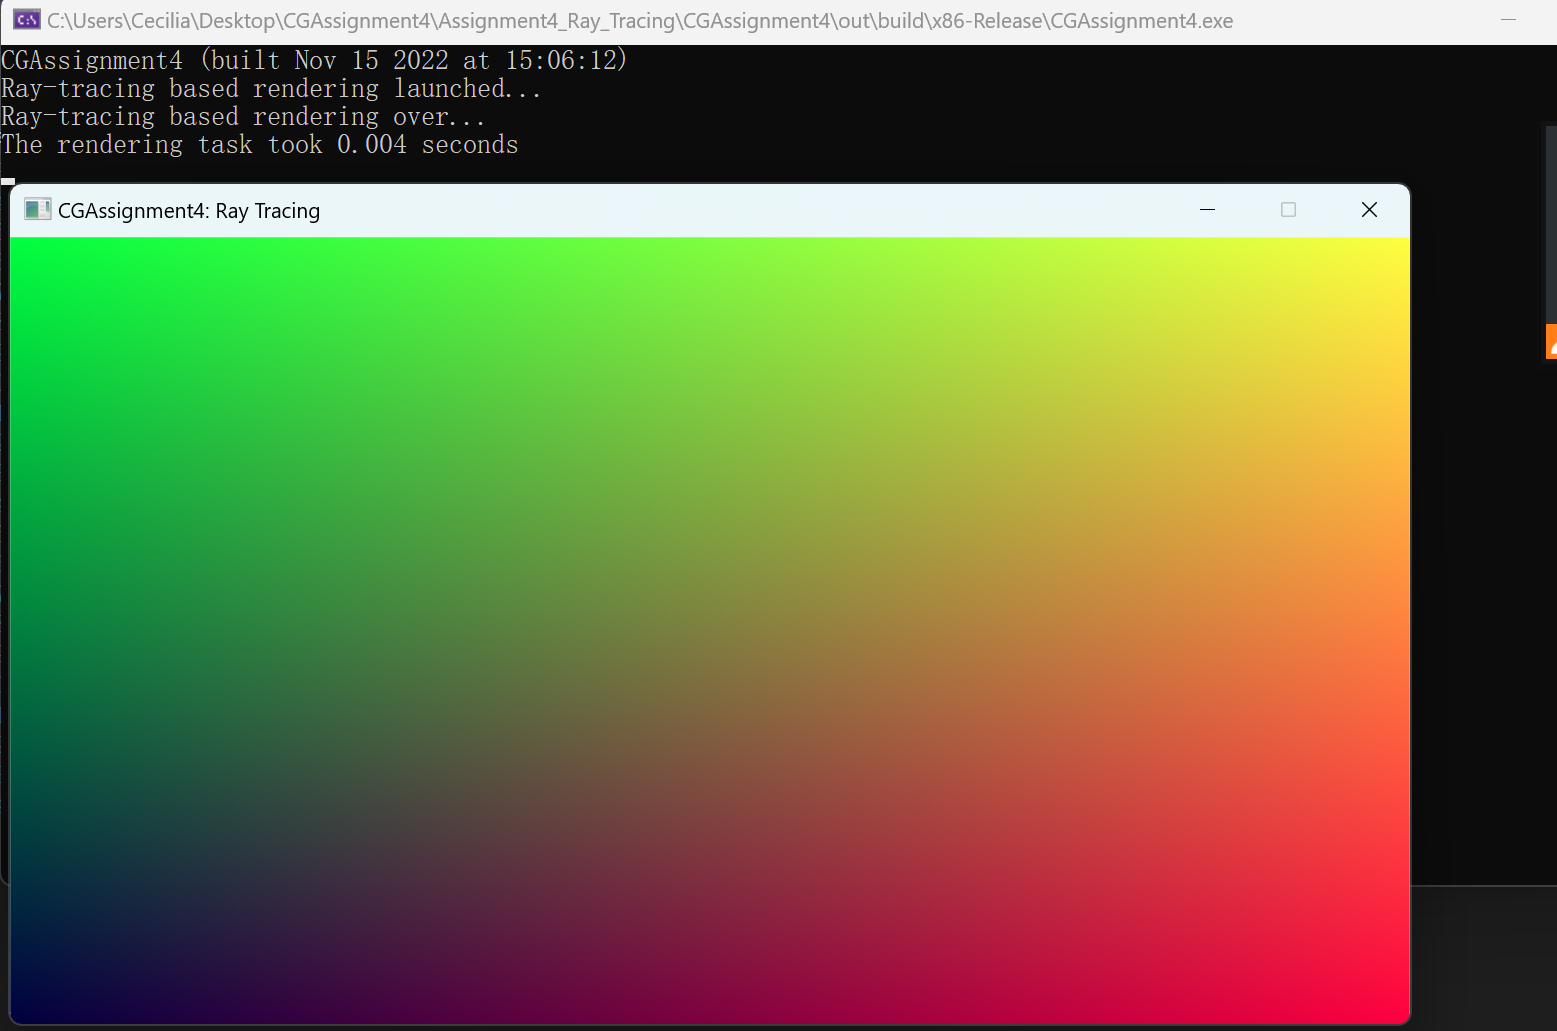 C:\Users\Cecilia\Desktop\CGAssignment4\Assignment4_Ray_Tracing\CGAssignment4\out\build\x86-Release\CGAssignment4.exe
CGAssignment4 (built Nov 15 2022 at 15:06:12)
Ray-tracing based rendering launched...
Ray-tracing based rendering over...
The rendering task took 0.004 seconds
CGAssignment4: Ray Tracing